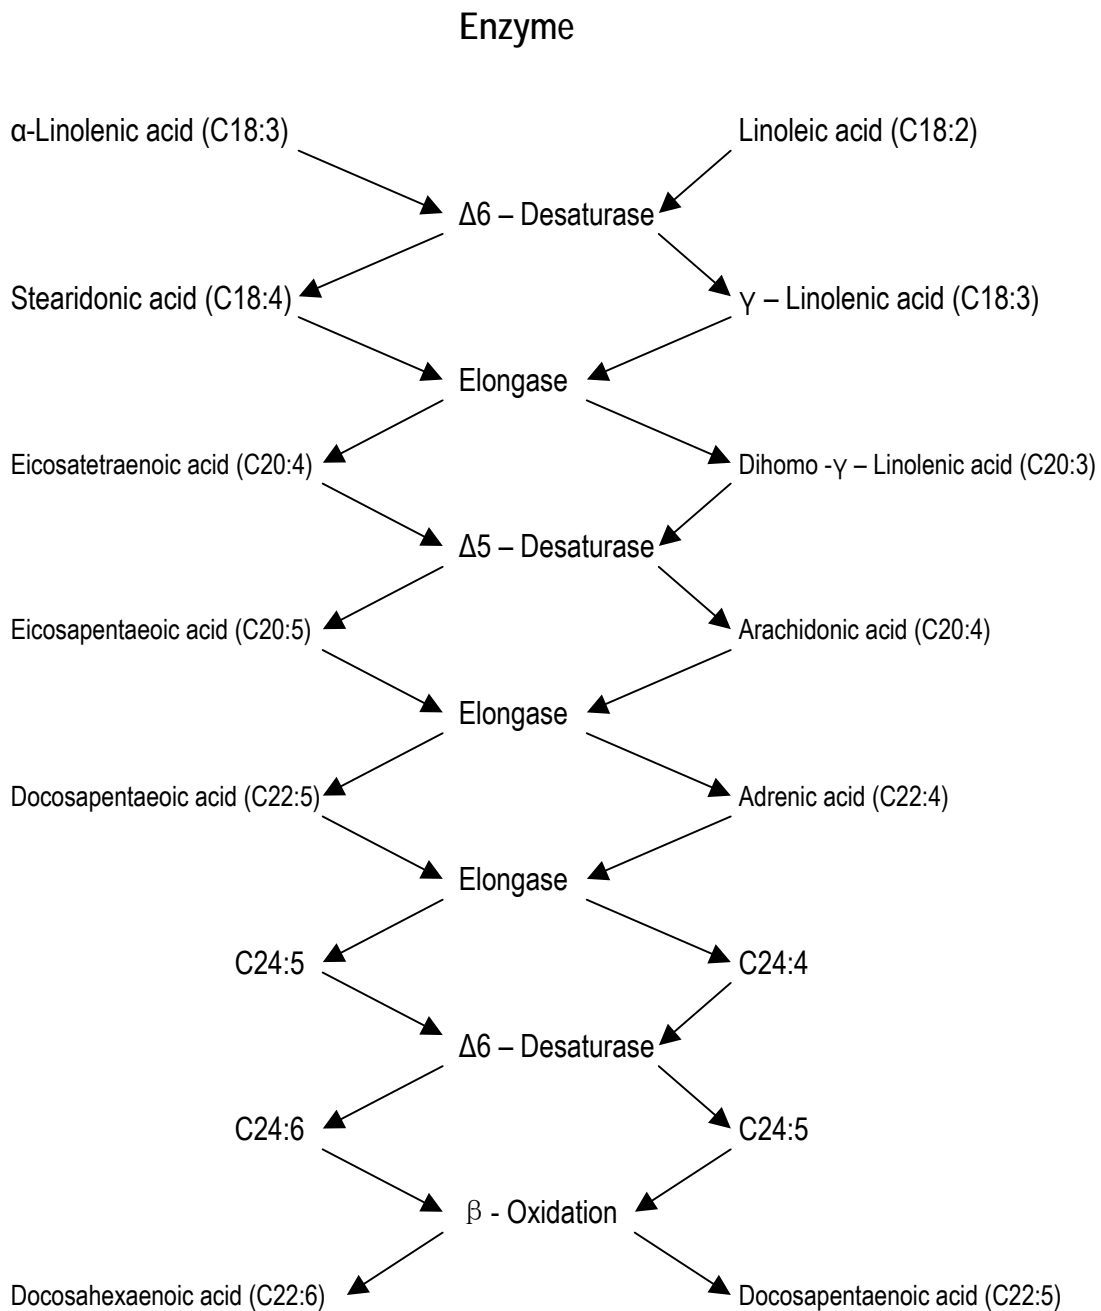 Enzyme
α-Linolenic acid (C18:3)
Linoleic acid (C18:2)
Δ6 – Desaturase
Stearidonic acid (C18:4)
γ – Linolenic acid (C18:3)
Elongase
Eicosatetraenoic acid (C20:4)
Dihomo -γ – Linolenic acid (C20:3)
Δ5 – Desaturase
Eicosapentaeoic acid (C20:5)
Arachidonic acid (C20:4)
Elongase
Docosapentaeoic acid (C22:5)
Adrenic acid (C22:4)
Elongase
C24:5
C24:4
Δ6 – Desaturase
C24:6
C24:5
β - Oxidation
Docosahexaenoic acid (C22:6)
Docosapentaenoic acid (C22:5)